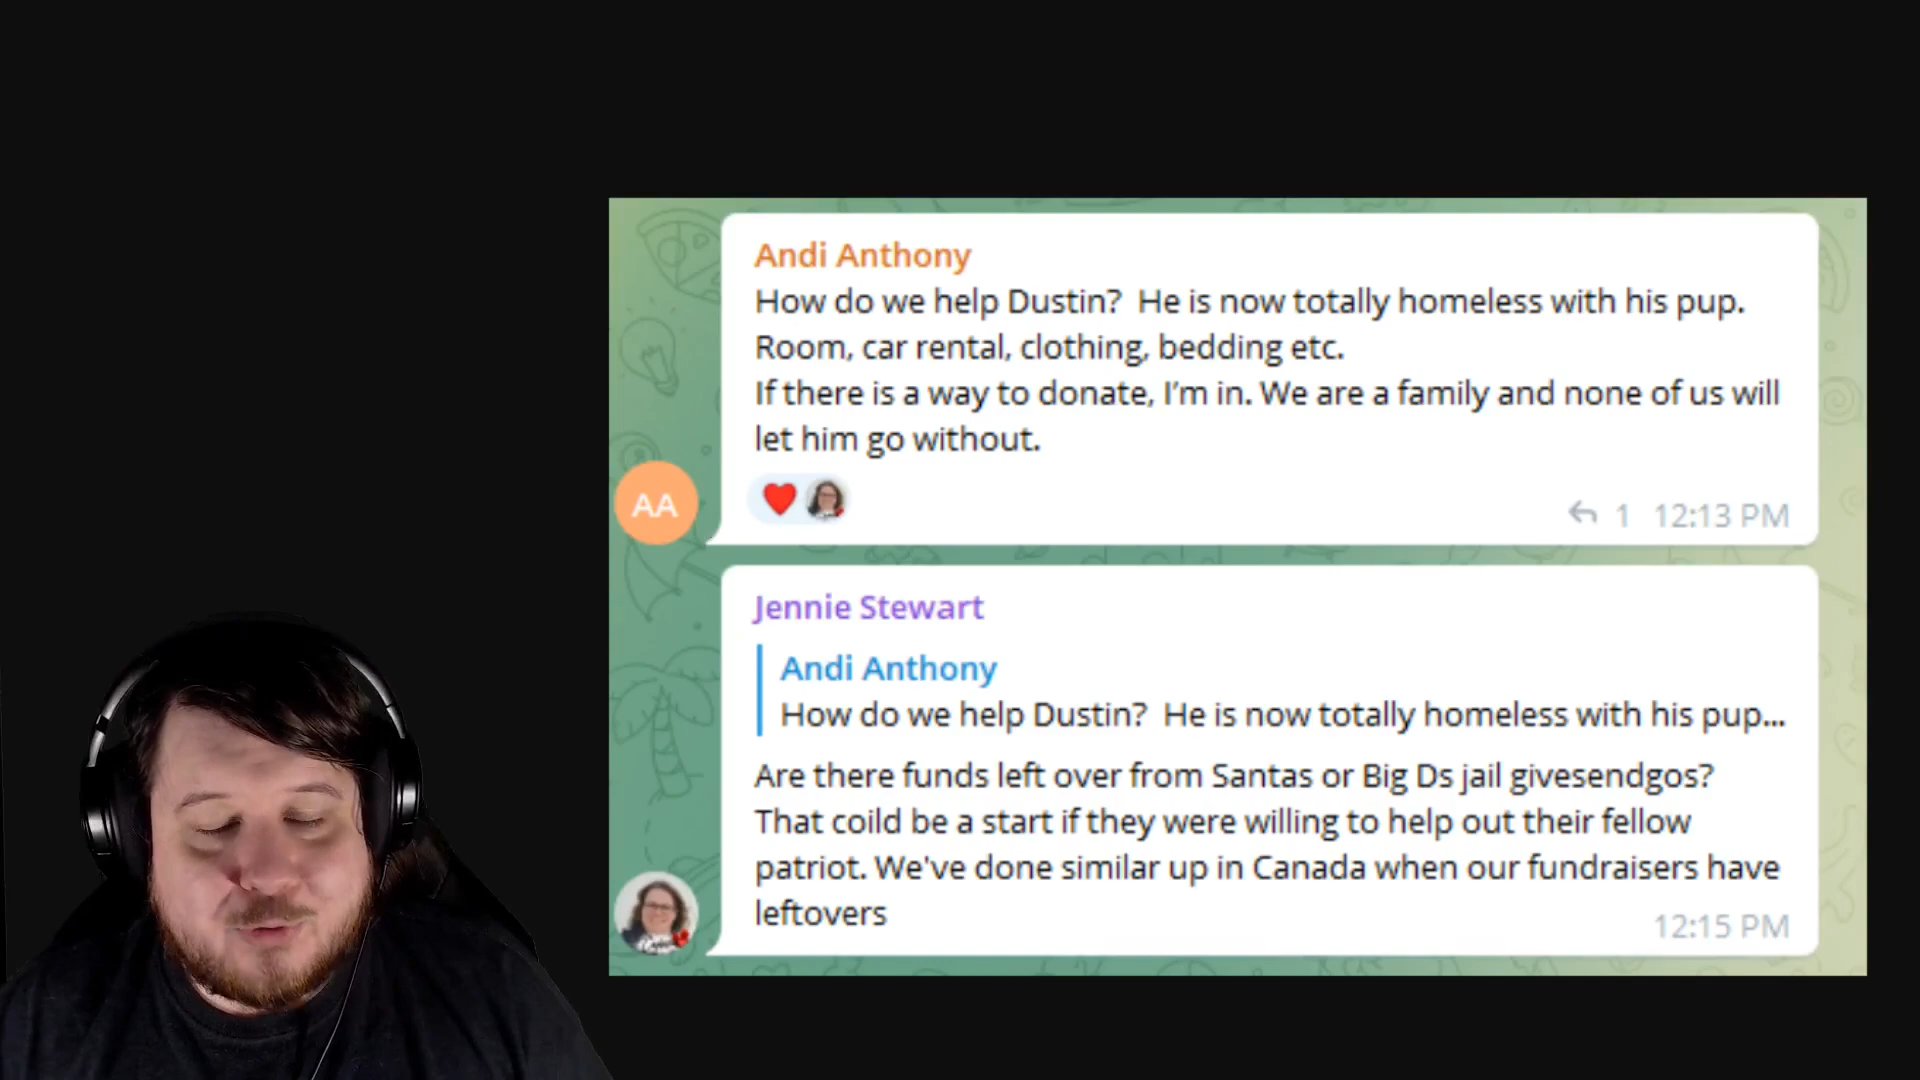 Andi Anthony
How do we help Dustin?  He is now totally homeless with his pup.
Room, car rental, clothing, bedding etc.
If there is a way to donate, I’m in. We are a family and none of us will
let him go without.
AA
1 12:13 PM
Jennie Stewart
Andi Anthony
How do we help Dustin?  He is now totally homeless with his pup...
Are there funds left over from Santas or Big Ds jail givesendgos?
That coild be a start if they were willing to help out their fellow
patriot. We've done similar up in Canada when our fundraisers have
leftovers
12:15 PM